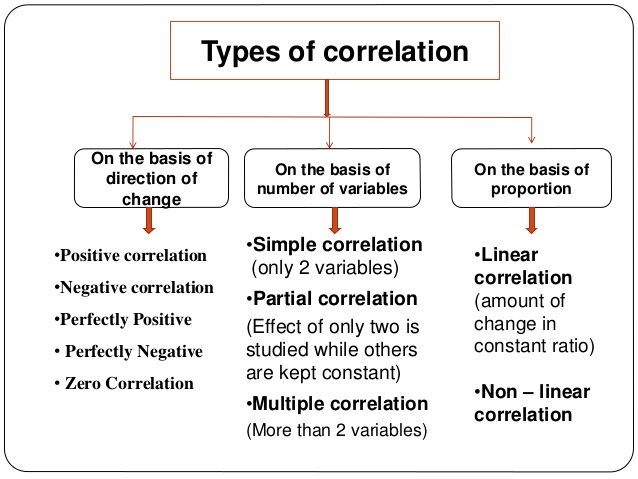 Types of correlation
On the basis of
direction of
change
On the basis of
number of variables
On the basis of
proportion
•Positive correlation
•Negative correlation
•Perfectly Positive
• Perfectly Negative
• Zero Correlation
•Simple correlation
(only 2 variables)
•Partial correlation
(Effect of only two is
studied while others
are kept constant)
•Multiple correlation
(More than 2 variables)
•Linear
correlation
(amount of
change in
constant ratio)
•Non – linear
correlation